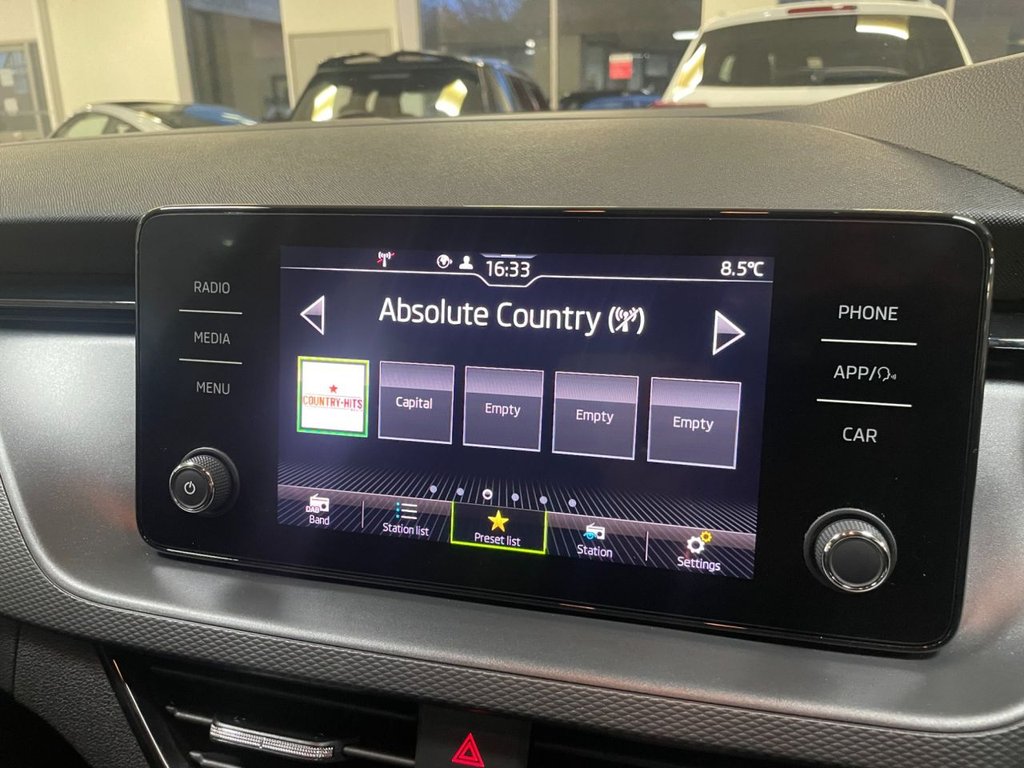 16:33
8.5°C
RADIO
MEDIA
MENU
Absolute Country
COUNTRY-HITS
Capital
Empty
Empty
Empty
DAB
Band
Station list
Preset list
Station
Settings
PHONE
APP/
CAR